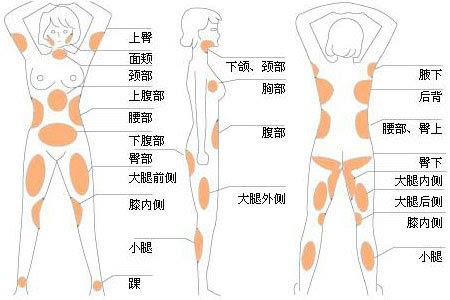 上臀
面颊
颈部
上腹部
腰部
下腹部
臀部
大腿前侧
膝内侧
小腿
踝
下颌、颈部
胸部
腹部
大腿外侧
腋下
后背
腰部、臀上
臀下
大腿内侧
大腿后侧
膝内侧
小腿